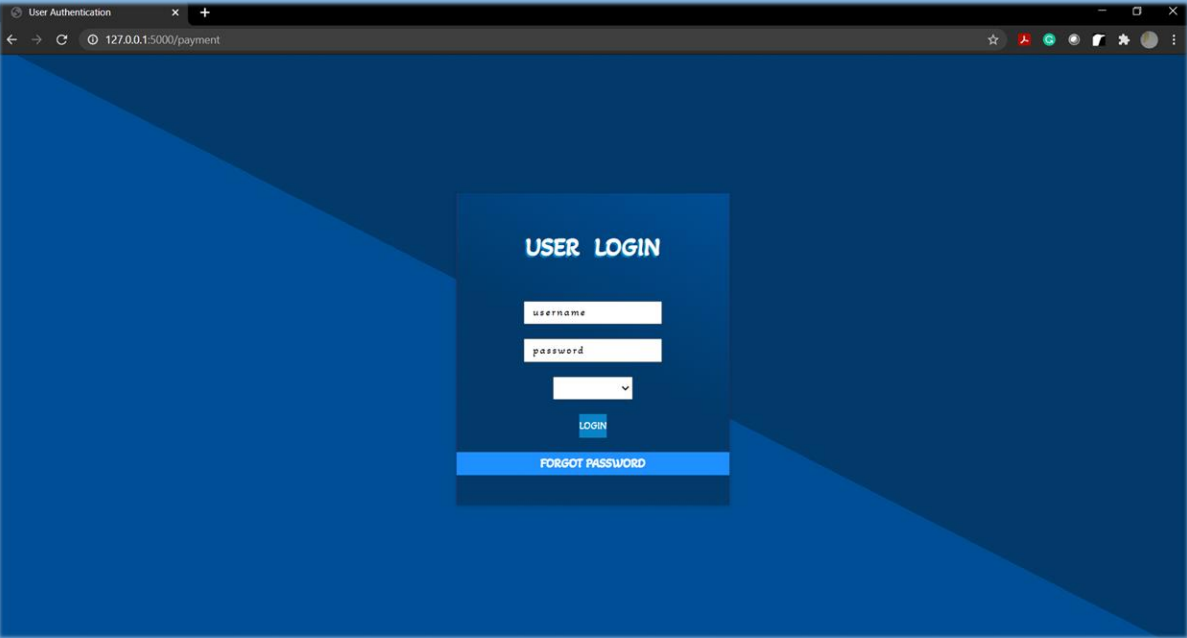 User Authentication
127.0.0.1:5000/payment
USER LOGIN
username
password
LOGIN
FORGOT PASSWORD